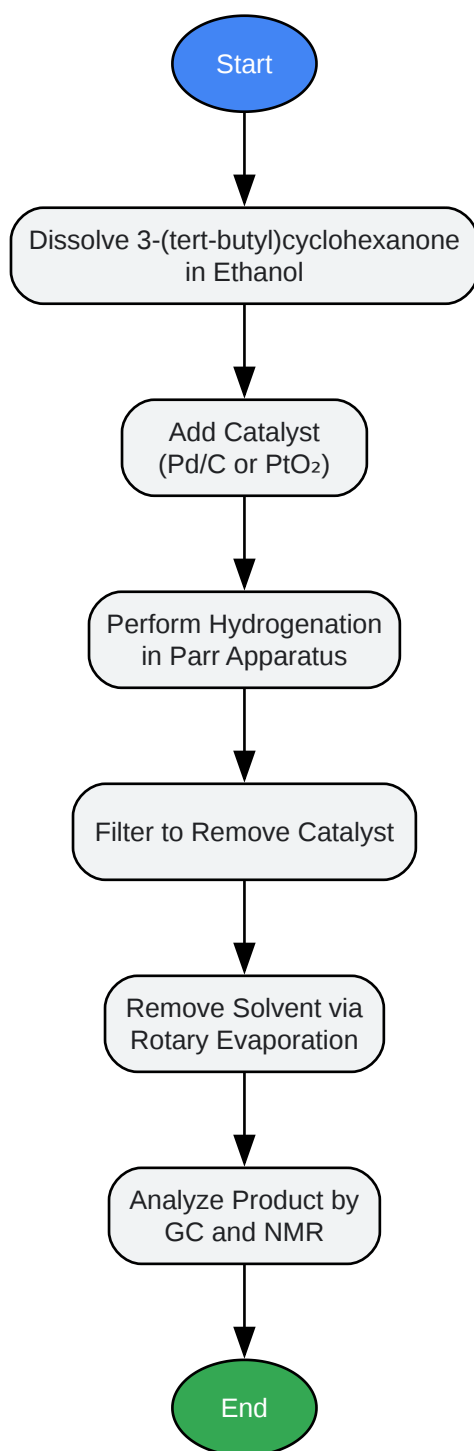 Start
Dissolve 3-(tert-butyl)cyclohexanone
in Ethanol
Add Catalyst
(Pd/C or PtO₂)
Perform Hydrogenation
in Parr Apparatus
Filter to Remove Catalyst
Remove Solvent via
Rotary Evaporation
Analyze Product by
GC and NMR
End